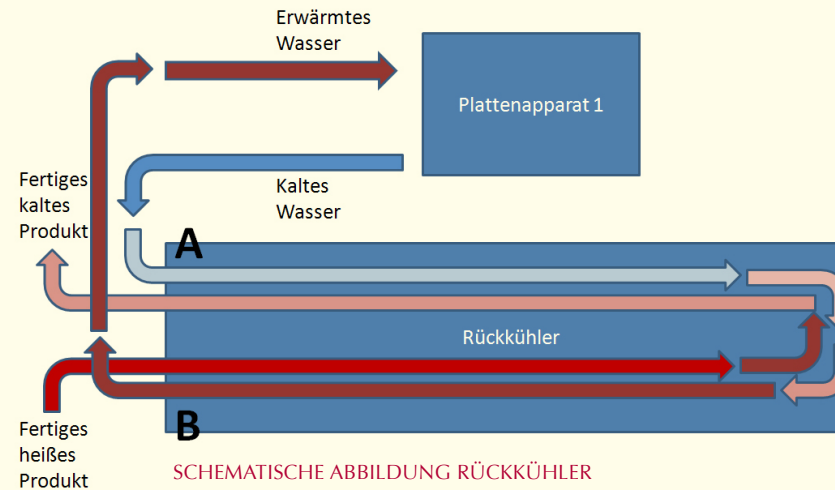 Erwärmtes
Wasser
Plattenapparat 1
Fertiges
kaltes
Produkt
Kaltes
Wasser
A
Rückkühler
B
Fertiges
heißes
Produkt
SCHEMATISCHE ABBILDUNG RÜCKKÜHLER